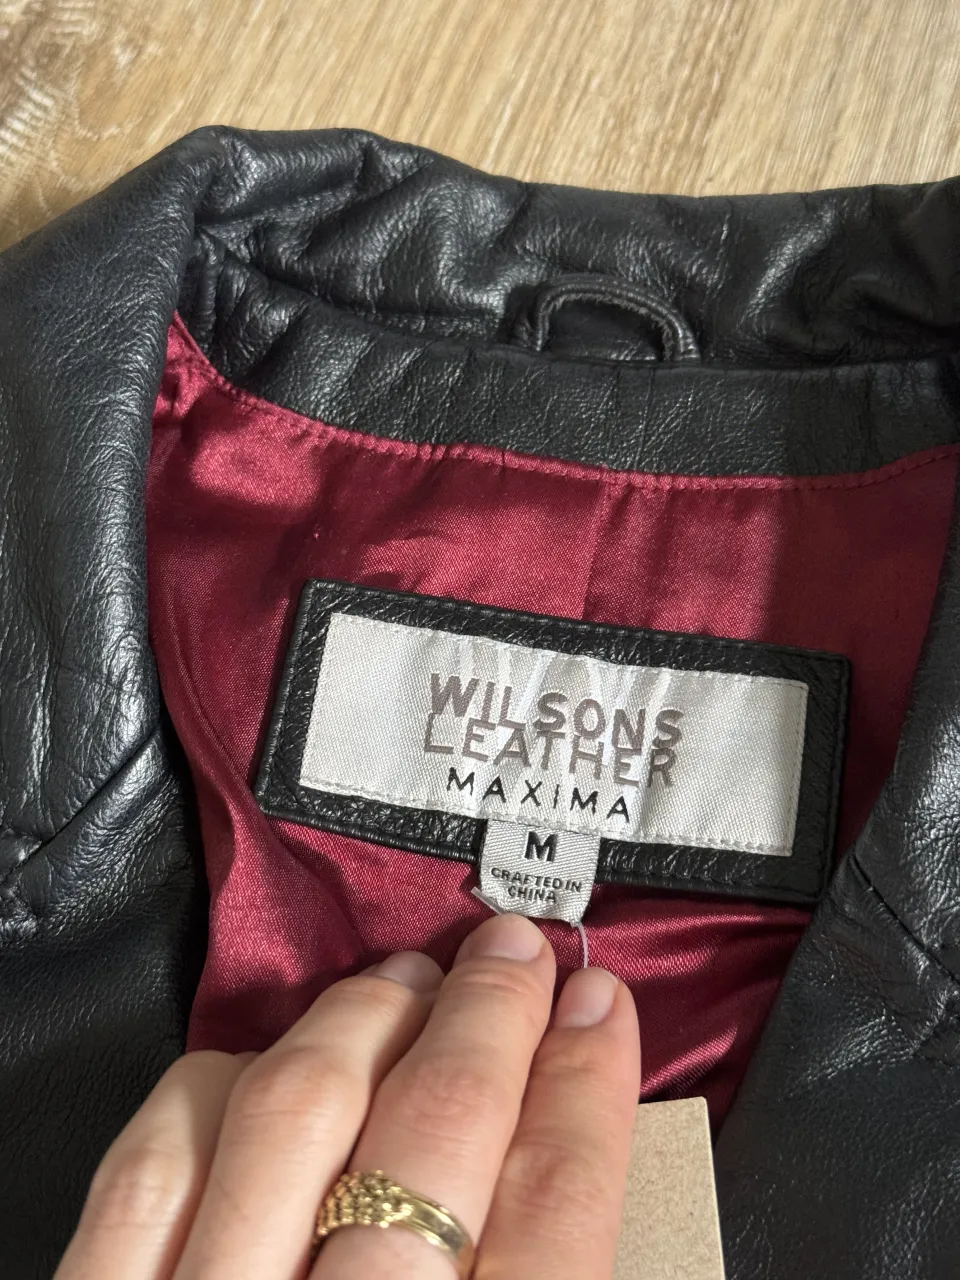 WILSONS
LEATHER
MAXIMA
M
CRAFTED IN
CHINA